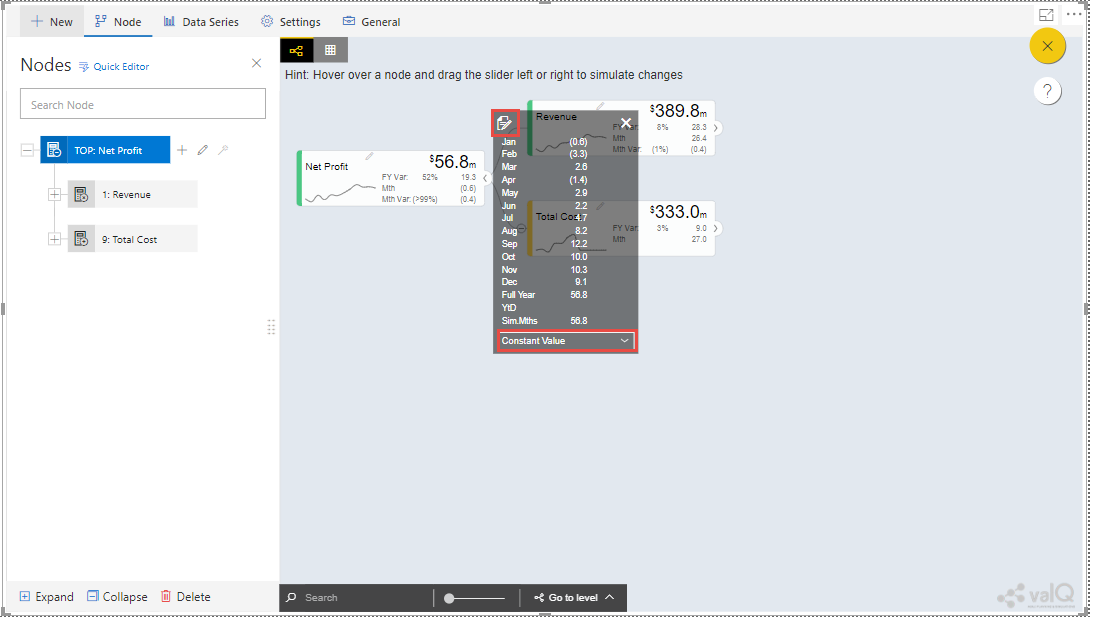 New
Node
Data Series
Settings
General
Nodes
Quick Editor
Search Node
TOP: Net Profit
1: Revenue
9: Total Cost
Expand
Collapse
Delete
Hint: Hover over a node and drag the slider left or right to simulate changes
?
Net Profit
$56.8m
FY Var: 52% 19.3
Mth (0.6)
Mth Var: (>99%) (0.4)
Revenue
$389.8m
FY Var: 8% 28.3
Mth 26.4
Mth Var: (1%) (0.4)
Total Cost
$333.0m
FY Var: 3% 9.0
Mth 27.0
Jan (0.6)
Feb (3.3)
Mar 2.6
Apr (1.4)
May 2.9
Jun 2.2
Jul 4.7
Aug 8.2
Sep 12.2
Oct 10.0
Nov 10.3
Dec 9.1
Full Year 56.8
YtD
Sim.Mths 56.8
Constant Value
Search
Go to level
valQ